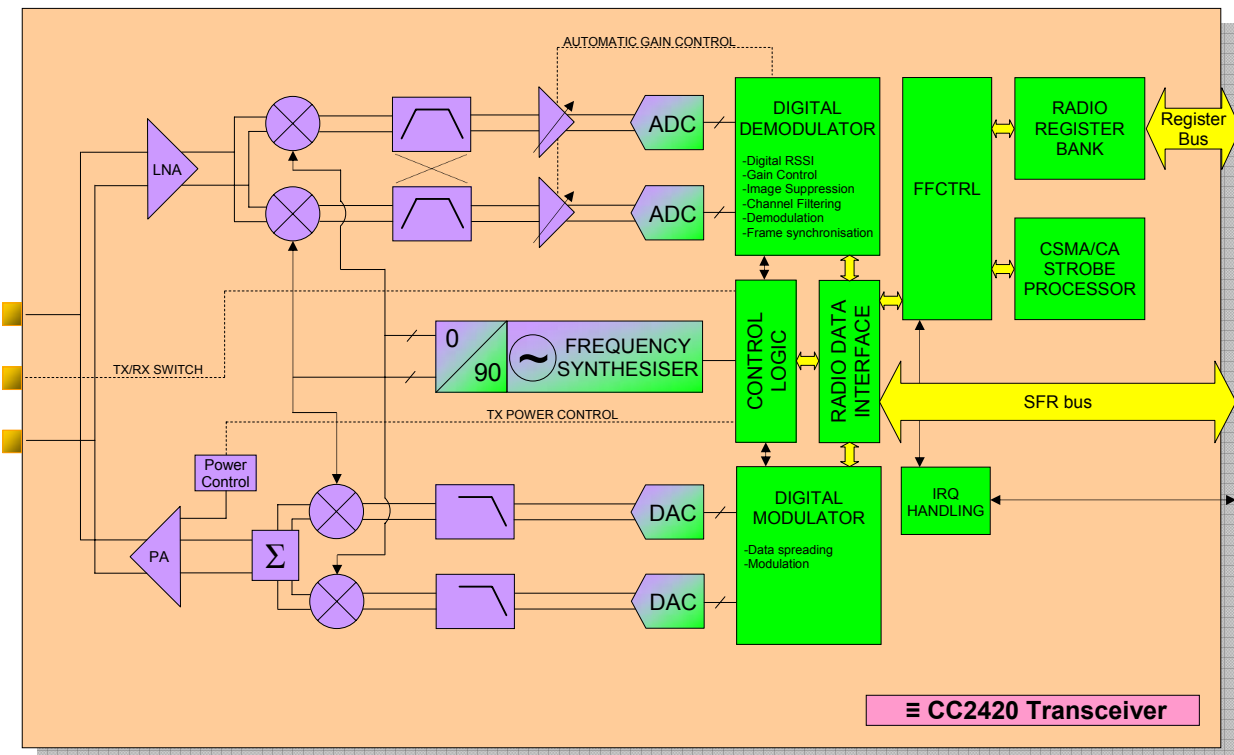 AUTOMATIC GAIN CONTROL
LNA
ADC
ADC
DIGITAL
DEMODULATOR
-Digital RSSI
-Gain Control
-Image Suppression
-Channel Filtering
-Demodulation
-Frame synchronisation
FFCTRL
RADIO
REGISTER
BANK
Register
Bus
CSMA/CA
STROBE
PROCESSOR
TX/RX SWITCH
0
90
~
FREQUENCY
SYNTHESISER
CONTROL
LOGIC
RADIO DATA
INTERFACE
SFR bus
TX POWER CONTROL
Power
Control
PA
Σ
DAC
DAC
DIGITAL
MODULATOR
-Data spreading
-Modulation
IRQ
HANDLING
≡ CC2420 Transceiver